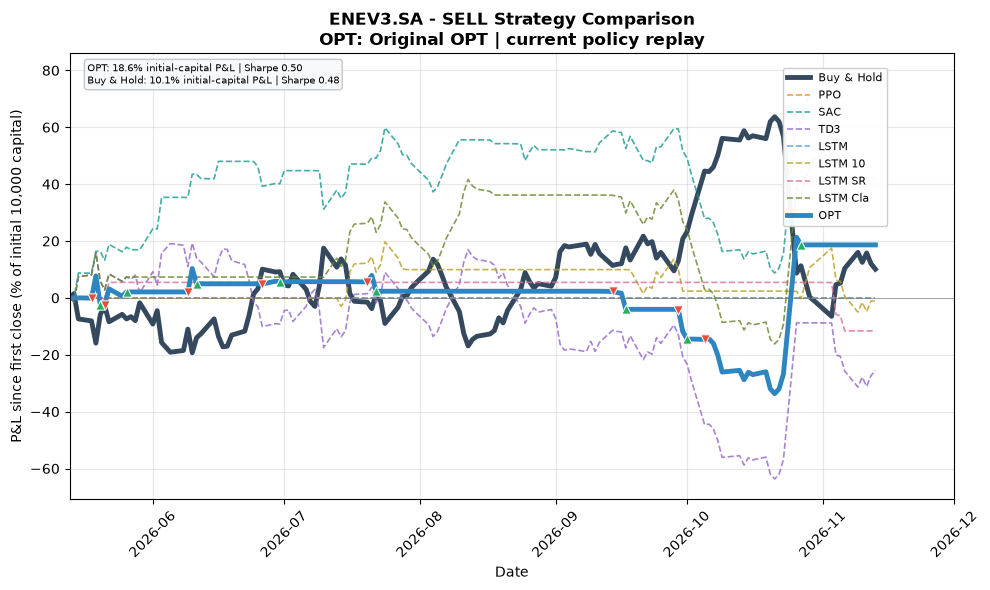 ENEV3.SA - SELL Strategy Comparison
OPT: Original OPT | current policy replay
OPT: 18.6% initial-capital P&L | Sharpe 0.50
Buy & Hold: 10.1% initial-capital P&L | Sharpe 0.48
Buy & Hold
PPO
SAC
TD3
LSTM
LSTM 10
LSTM SR
LSTM Cla
OPT
P&L since first close (% of initial 10,000 capital)
80
60
40
20
0
−20
−40
−60
2026-06
2026-07
2026-08
2026-09
2026-10
2026-11
2026-12
Date